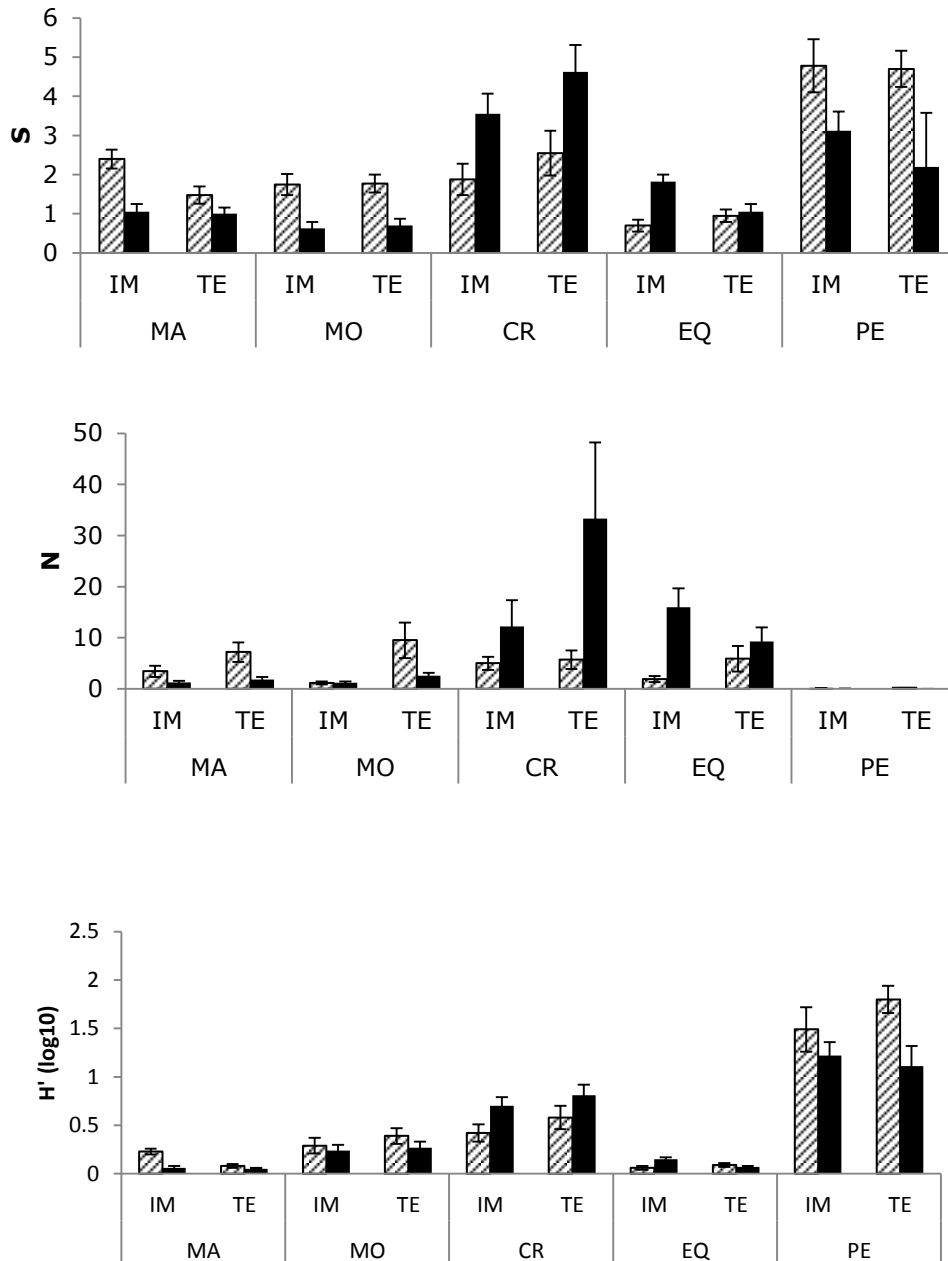 6
5
4
3
2
1
0
S
IM TE IM TE IM TE IM TE IM TE
MA MO CR EQ PE
50
40
30
20
10
0
N
IM TE IM TE IM TE IM TE IM TE
MA MO CR EQ PE
2.5
2
1.5
1
0.5
0
H' (log10)
IM TE IM TE IM TE IM TE IM TE
MA MO CR EQ PE